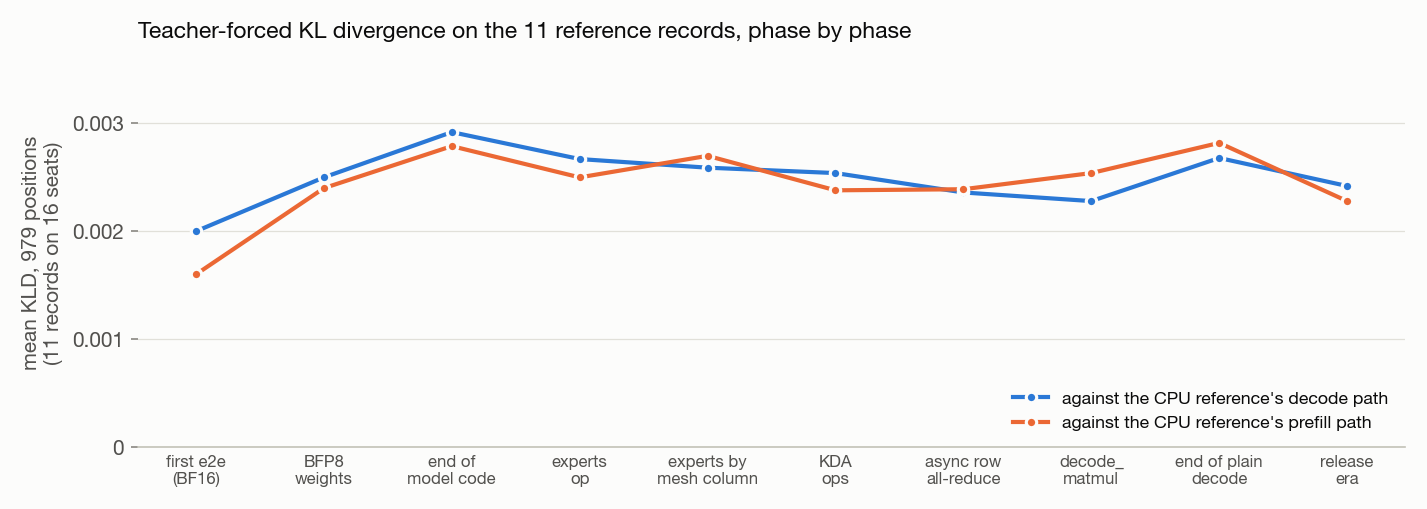 Teacher-forced KL divergence on the 11 reference records, phase by phase
mean KLD, 979 positions
(11 records on 16 seats)
0.003
0.002
0.001
0
against the CPU reference's decode path
against the CPU reference's prefill path
first e2e
(BF16)
BFP8
weights
end of
model code
experts
op
experts by
mesh column
KDA
ops
async row
all-reduce
decode_
matmul
end of plain
decode
release
era